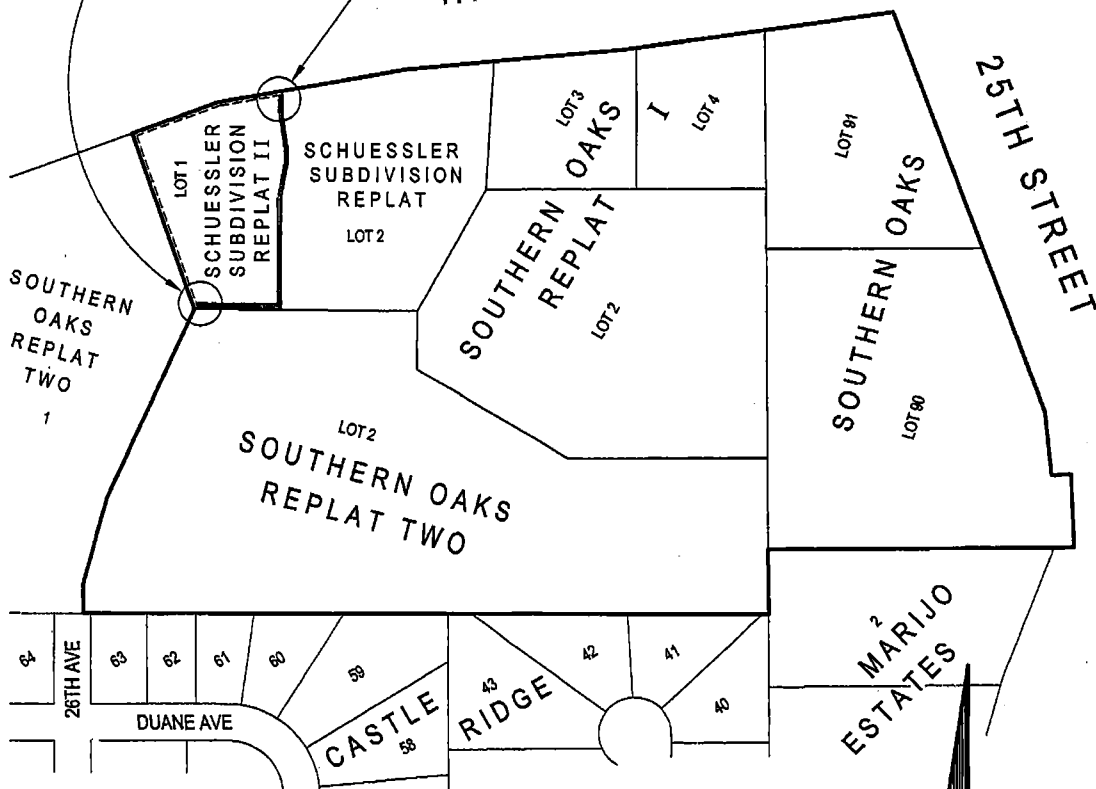 25TH STREET
LOT 1
SCHUESSLER
SUBDIVISION
REPLAT II
SCHUESSLER
SUBDIVISION
REPLAT
LOT 2
LOT 3
SOUTHERN OAKS
REPLAT I
LOT 4
LOT 2
LOT 91
SOUTHERN OAKS
LOT 90
SOUTHERN
OAKS
REPLAT
TWO
1
LOT 2
SOUTHERN OAKS
REPLAT TWO
64
26TH AVE
63
62
61
60
59
DUANE AVE
58
CASTLE RIDGE
43
42
41
40
2
MARIJO
ESTATES